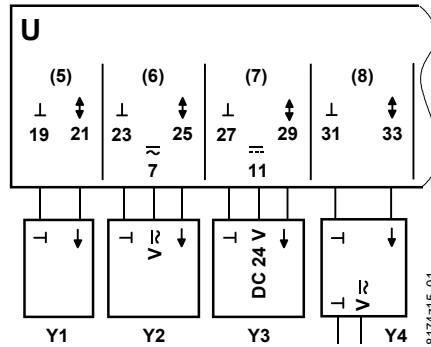 U
(5) (6) (7) (8)
⊥ ↕ ⊥ ↕ ⊥ ↕ ⊥ ↕
19 21 23 25 27 29 31 33
7 11
⊥ ↓ ⊥ V ≂ ↓ ⊥ DC 24 V ↓ ⊥ ↓
⊥ V ≂
Y1 Y2 Y3 Y4